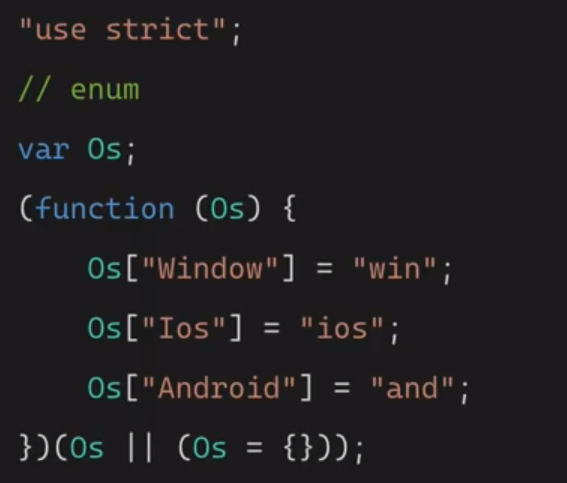 "use strict";
// enum
var Os;
(function (Os) {
    Os["Window"] = "win";
    Os["Ios"] = "ios";
    Os["Android"] = "and";
})(Os || (Os = {}));